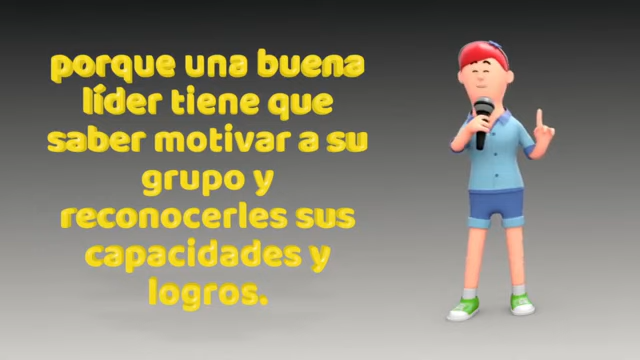 porque una buena
líder tiene que
saber motivar a su
grupo y
reconocerles sus
capacidades y
logros.